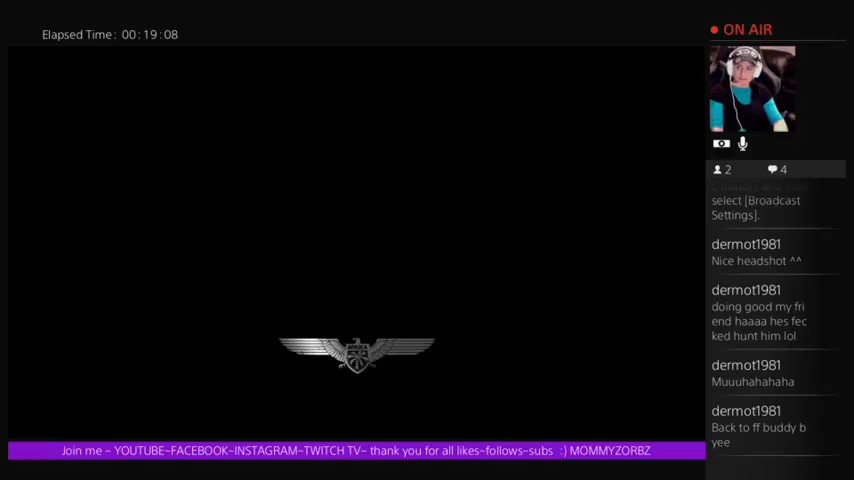 Elapsed Time: 00:19:08
ON AIR
2
4
select [Broadcast
Settings].
dermot1981
Nice headshot ^^
dermot1981
doing good my fri
end haaaa hes fec
ked hunt him lol
dermot1981
Muuuhahahaha
dermot1981
Back to ff buddy b
yee
Join me - YOUTUBE~FACEBOOK~INSTAGRAM~TWITCH TV~ thank you for all likes~follows~subs :) MOMMYZORBZ